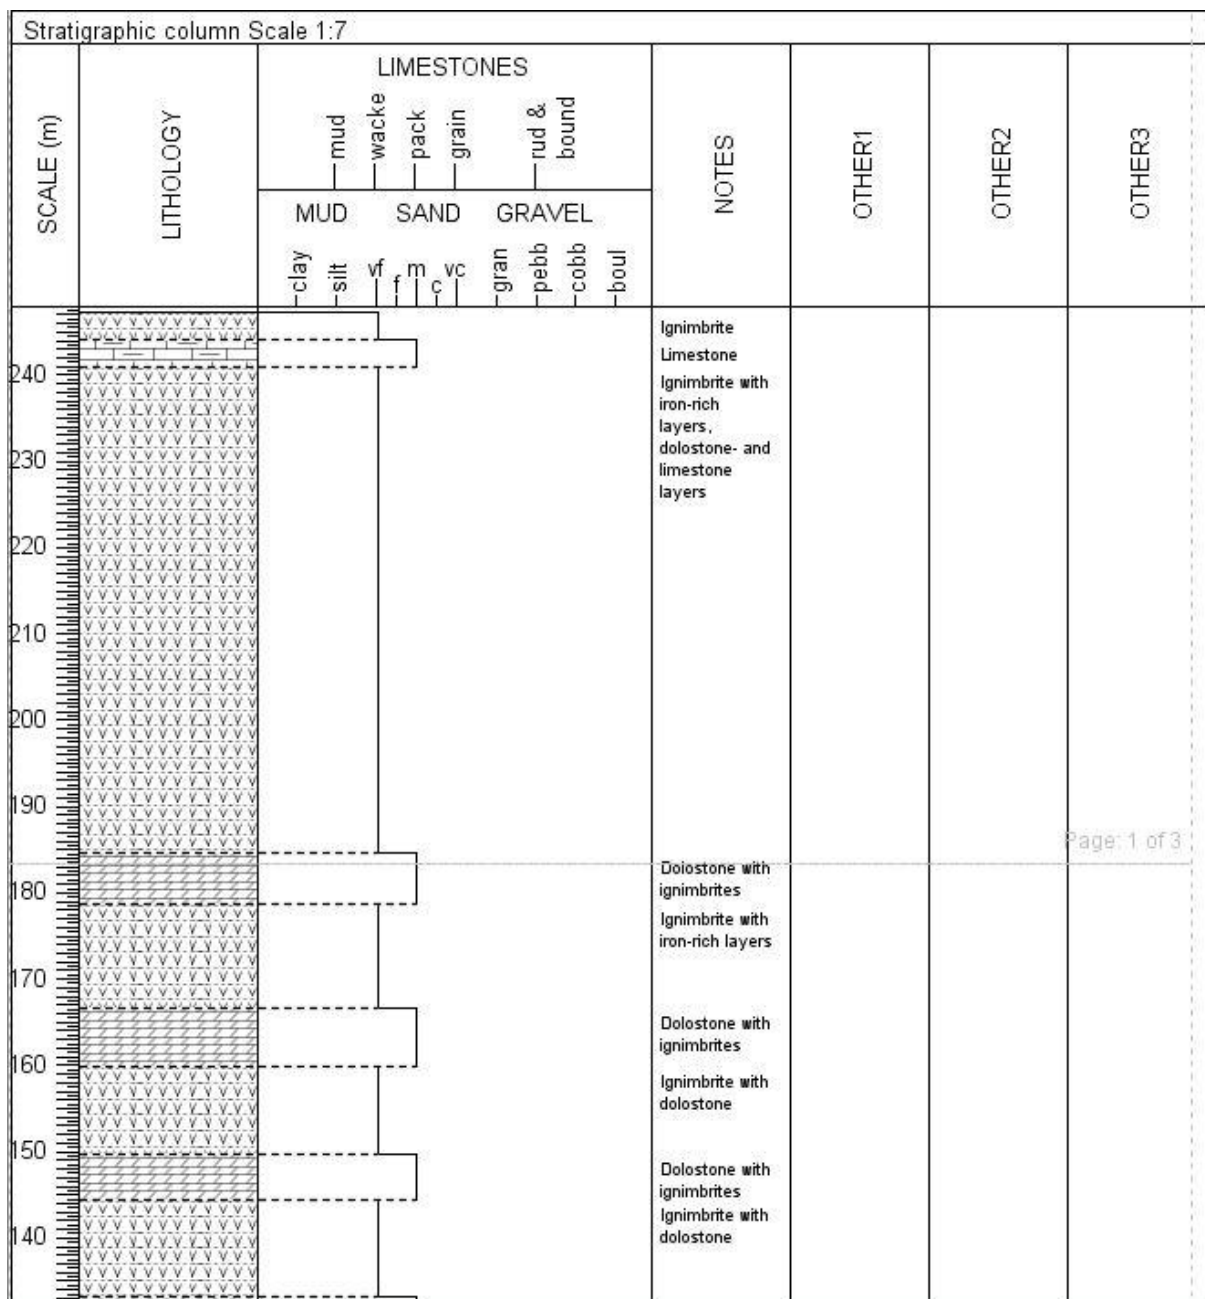 Stratigraphic column Scale 1:7
SCALE (m)
LITHOLOGY
LIMESTONES
mud
wacke
pack
grain
rud &
bound
MUD SAND GRAVEL
clay
silt
vf
f
m
c
vc
gran
pebb
cobb
boul
NOTES
OTHER1
OTHER2
OTHER3
Ignimbrite
Limestone
240
Ignimbrite with
iron-rich
layers,
dolostone- and
limestone
layers
230
220
210
200
190
Page: 1 of 3
180
Dolostone with
ignimbrites
Ignimbrite with
iron-rich layers
170
Dolostone with
ignimbrites
160
Ignimbrite with
dolostone
150
Dolostone with
ignimbrites
Ignimbrite with
dolostone
140